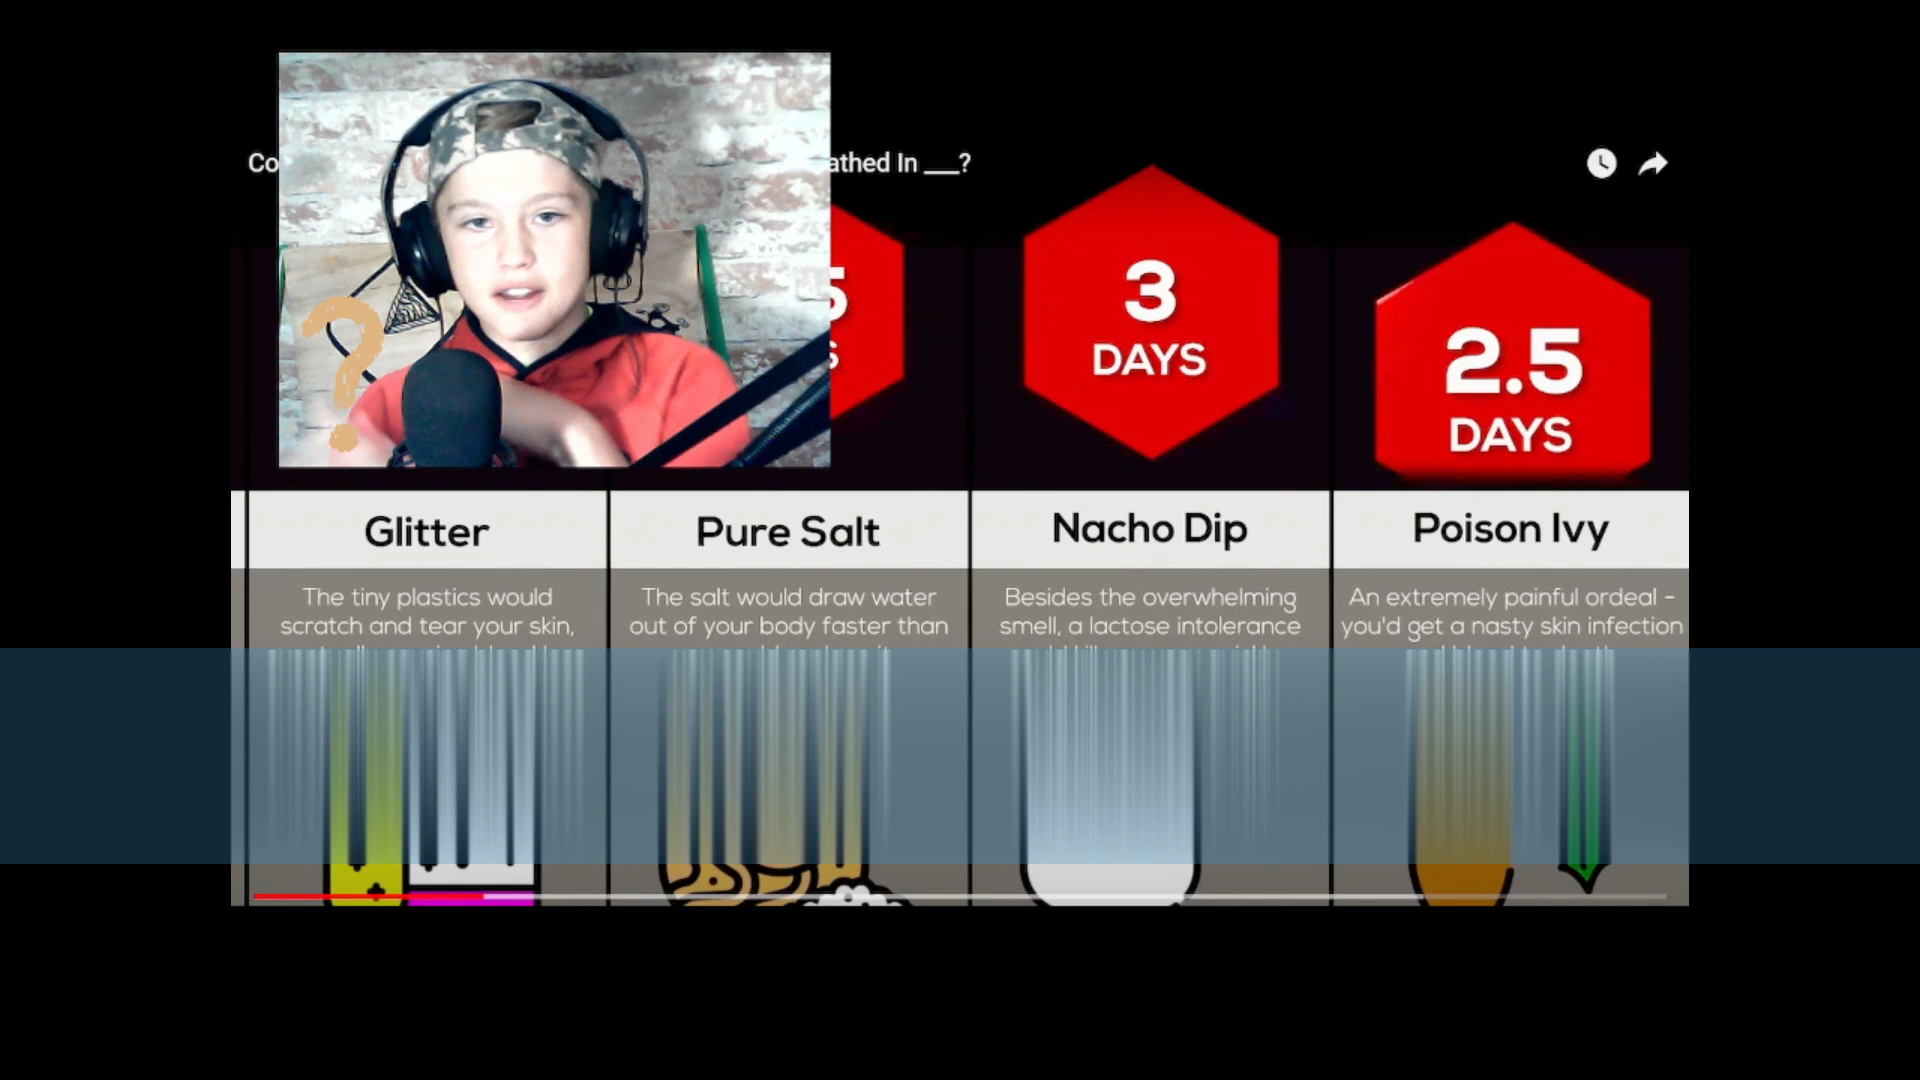 Co
athed In ___?
5
S
3
DAYS
2.5
DAYS
Glitter
Pure Salt
Nacho Dip
Poison Ivy
The tiny plastics would
scratch and tear your skin,
The salt would draw water
out of your body faster than
Besides the overwhelming
smell, a lactose intolerance
An extremely painful ordeal -
you'd get a nasty skin infection